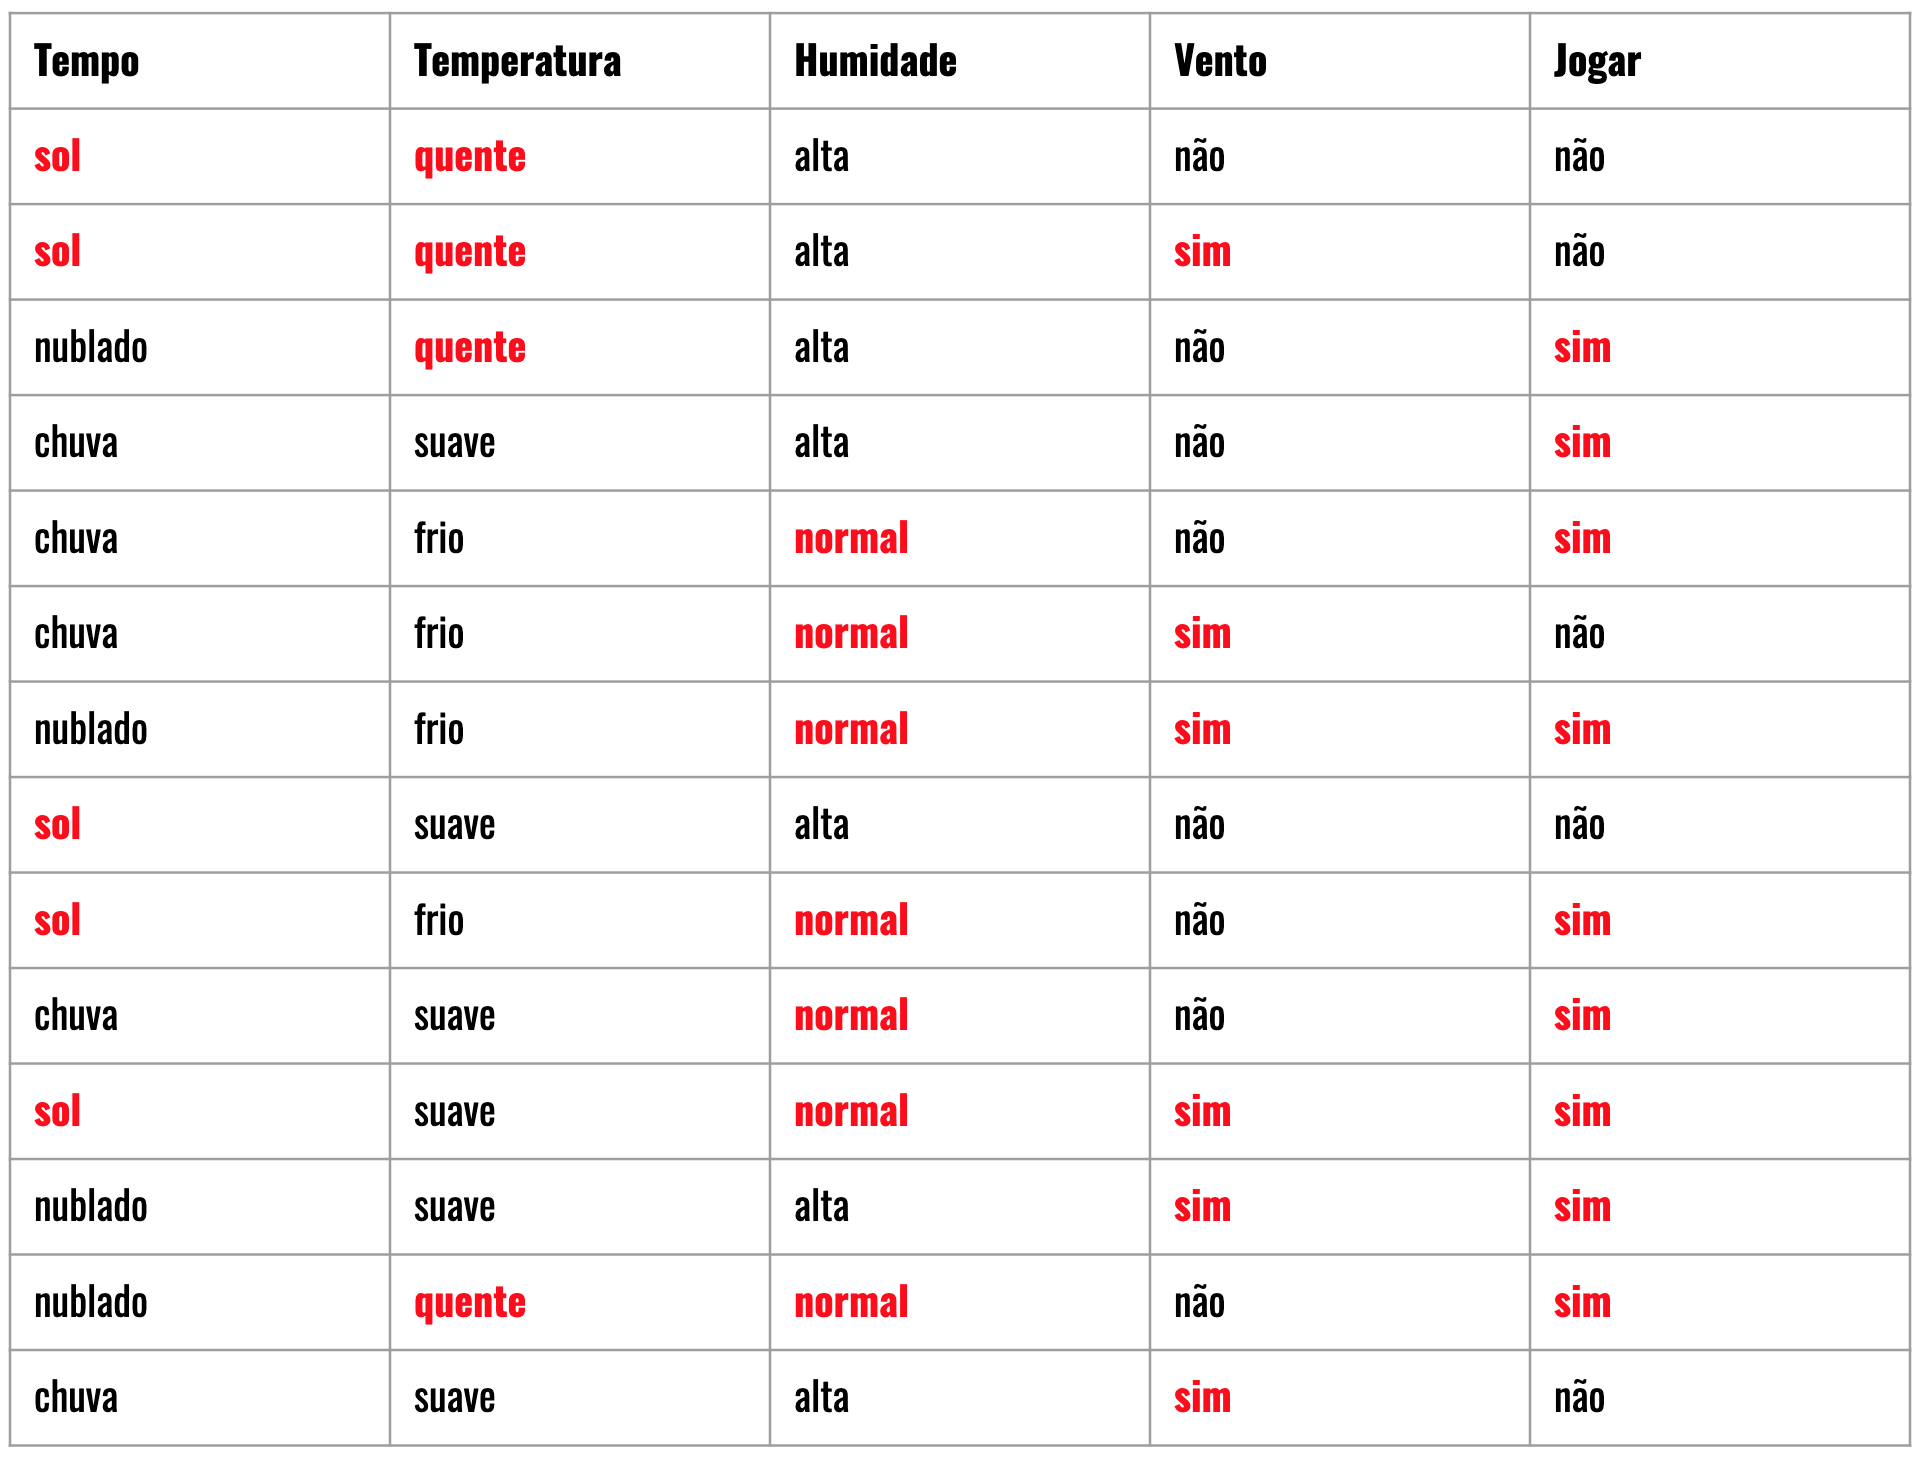 Tempo Temperatura Humidade Vento Jogar
sol quente alta não não
sol quente alta sim não
nublado quente alta não sim
chuva suave alta não sim
chuva frio normal não sim
chuva frio normal sim não
nublado frio normal sim sim
sol suave alta não não
sol frio normal não sim
chuva suave normal não sim
sol suave normal sim sim
nublado suave alta sim sim
nublado quente normal não sim
chuva suave alta sim não